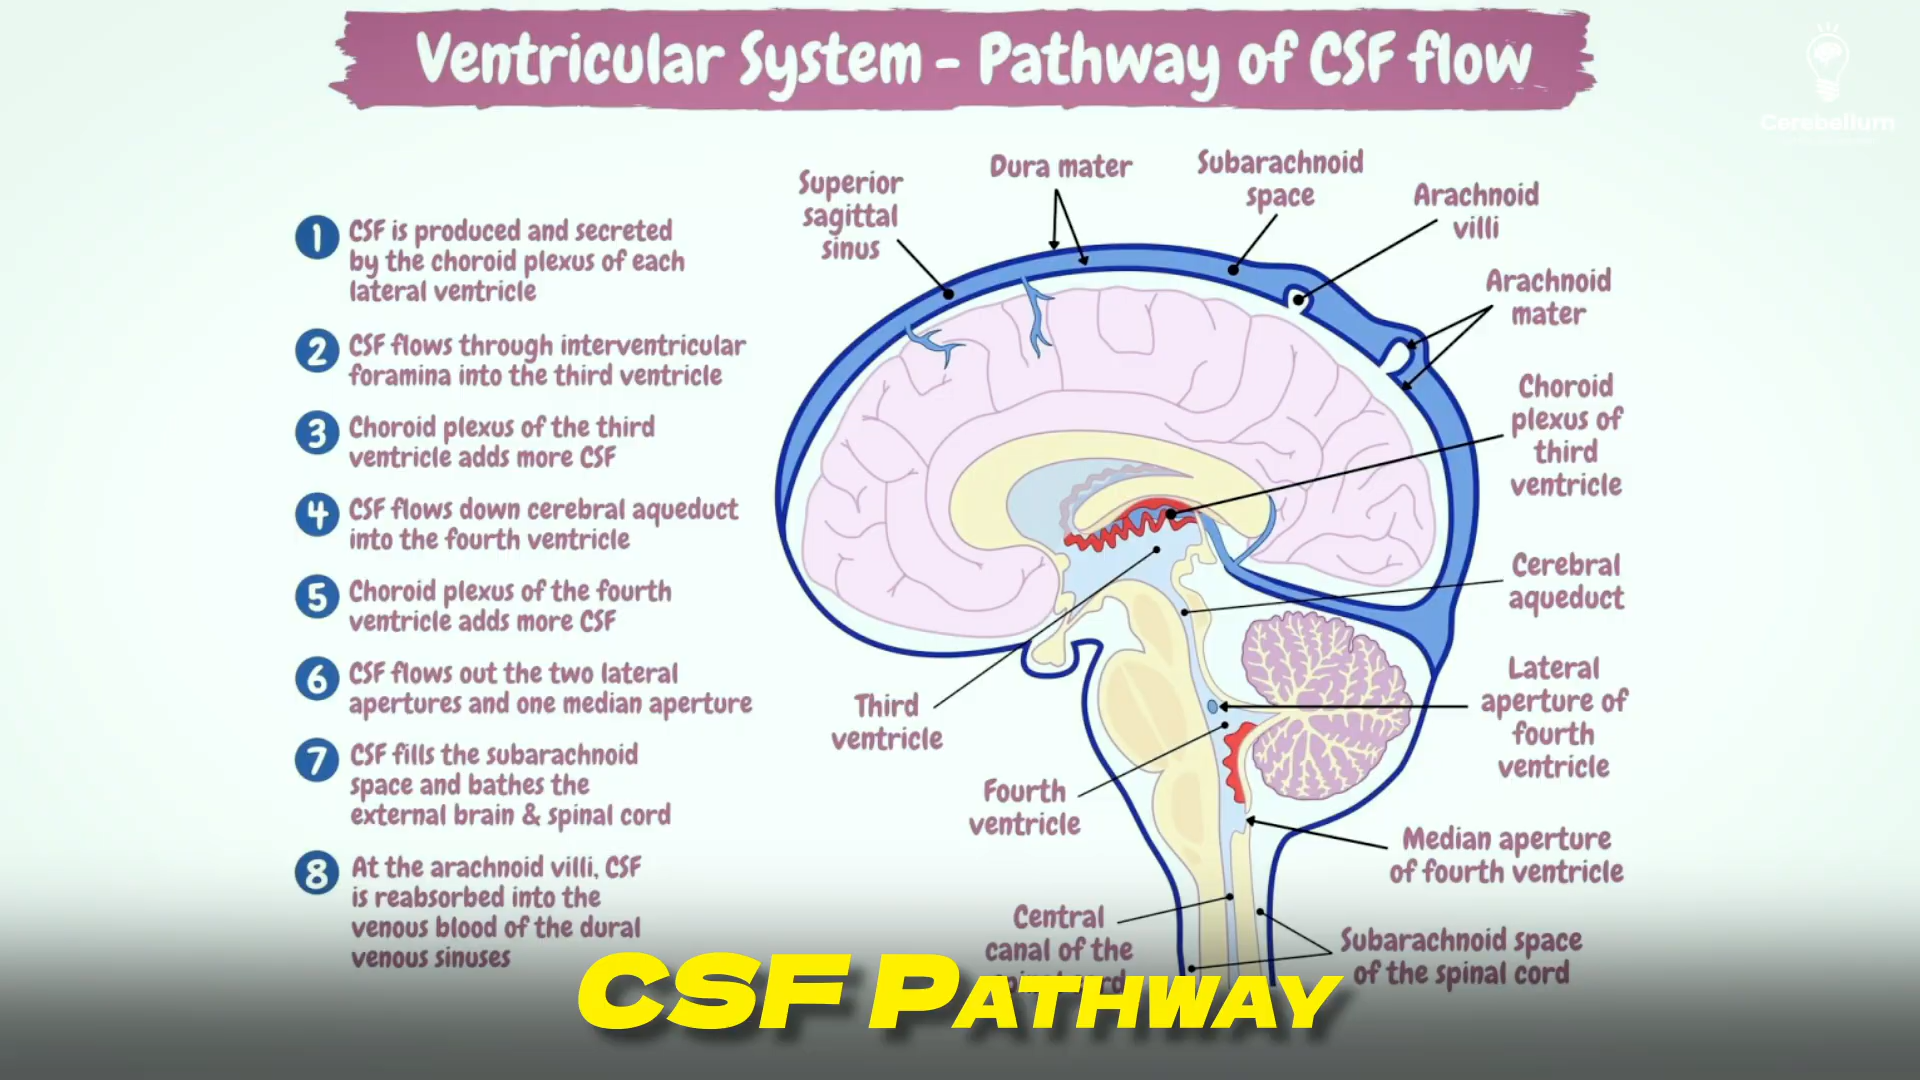 Ventricular System - Pathway of CSF flow
Cerebellum
1 CSF is produced and secreted
by the choroid plexus of each
lateral ventricle
2 CSF flows through interventricular
foramina into the third ventricle
3 Choroid plexus of the third
ventricle adds more CSF
4 CSF flows down cerebral aqueduct
into the fourth ventricle
5 Choroid plexus of the fourth
ventricle adds more CSF
6 CSF flows out the two lateral
apertures and one median aperture
7 CSF fills the subarachnoid
space and bathes the
external brain & spinal cord
8 At the arachnoid villi, CSF
is reabsorbed into the
venous blood of the dural
venous sinuses
Superior
sagittal
sinus
Dura mater
Subarachnoid
space
Arachnoid
villi
Arachnoid
mater
Choroid
plexus of
third
ventricle
Cerebral
aqueduct
Lateral
aperture of
fourth
ventricle
Third
ventricle
Fourth
ventricle
Median aperture
of fourth ventricle
Central
canal of the
spinal cord
Subarachnoid space
of the spinal cord
CSF Pathway